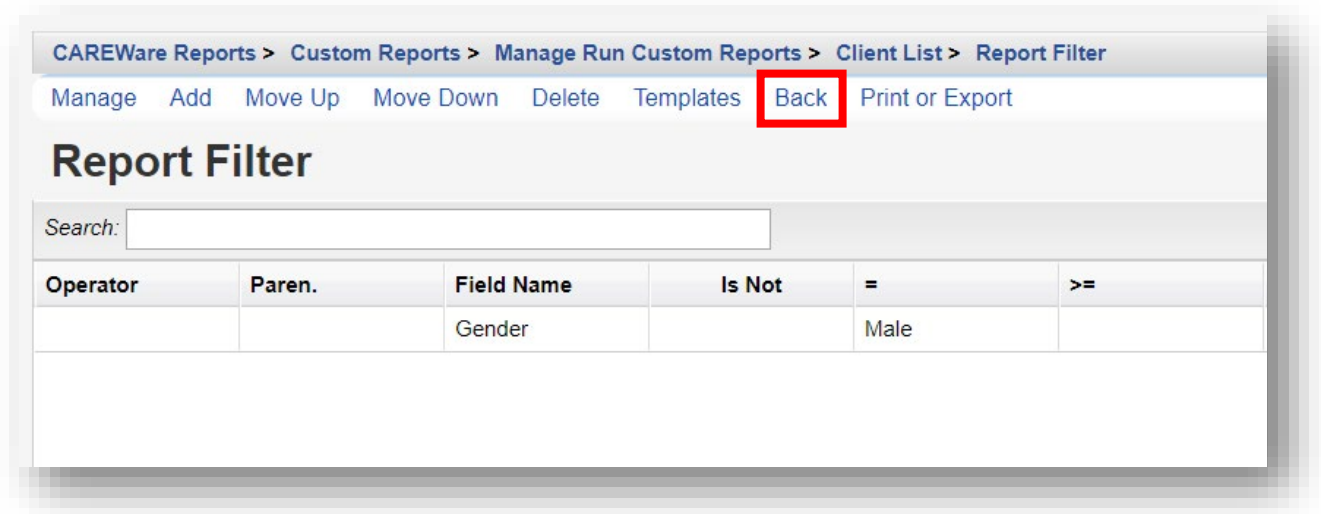 CAREWare Reports > Custom Reports > Manage Run Custom Reports > Client List > Report Filter
Manage Add Move Up Move Down Delete Templates Back Print or Export
Report Filter
Search:
Operator Paren. Field Name Is Not = >=
Gender Male